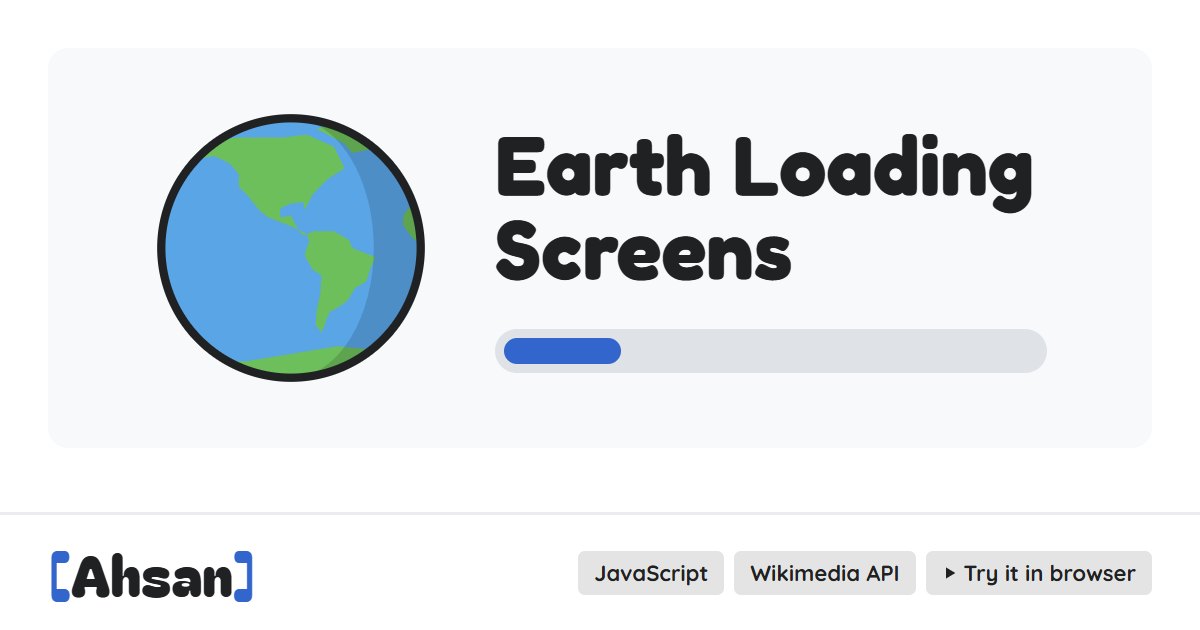 Earth Loading
Screens
[Ahsan]
JavaScript
Wikimedia API
▶ Try it in browser